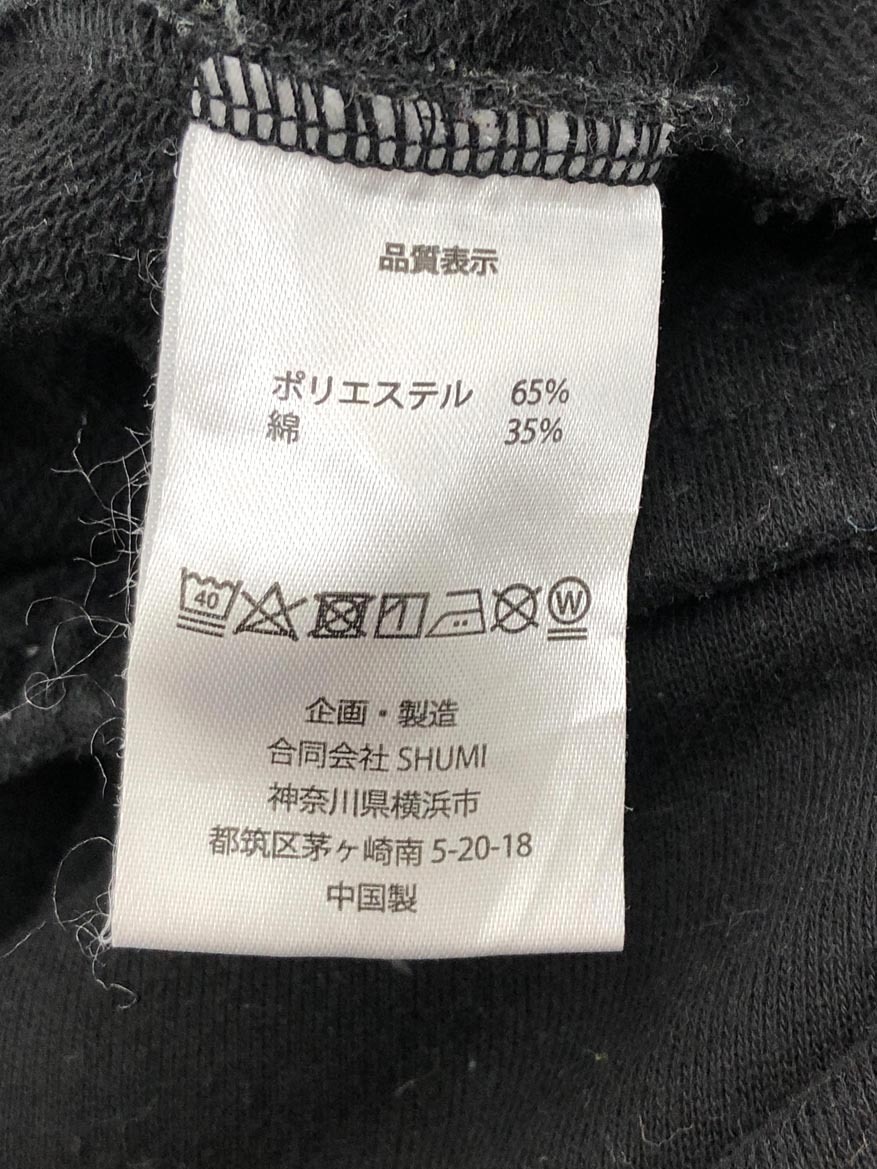 品質表示
ポリエステル 65%
綿 35%
40 W
企画・製造
合同会社 SHUMI
神奈川県横浜市
都筑区茅ヶ崎南 5-20-18
中国製